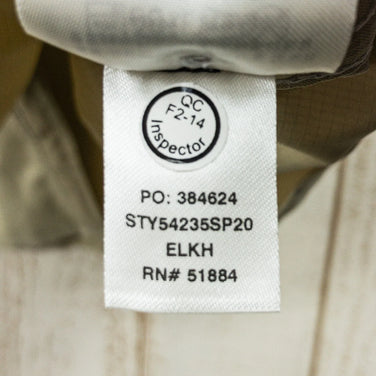 QC
F2-14
Inspector
PO: 384624
STY54235SP20
ELKH
RN# 51884